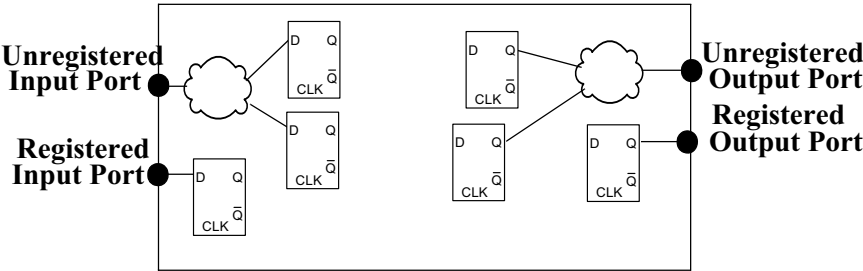 Unregistered
Input Port
Registered
Input Port
D Q
Q̅
CLK
D Q
Q̅
CLK
D Q
Q̅
CLK
D Q
Q̅
CLK
D Q
Q̅
CLK
D Q
Q̅
CLK
Unregistered
Output Port
Registered
Output Port